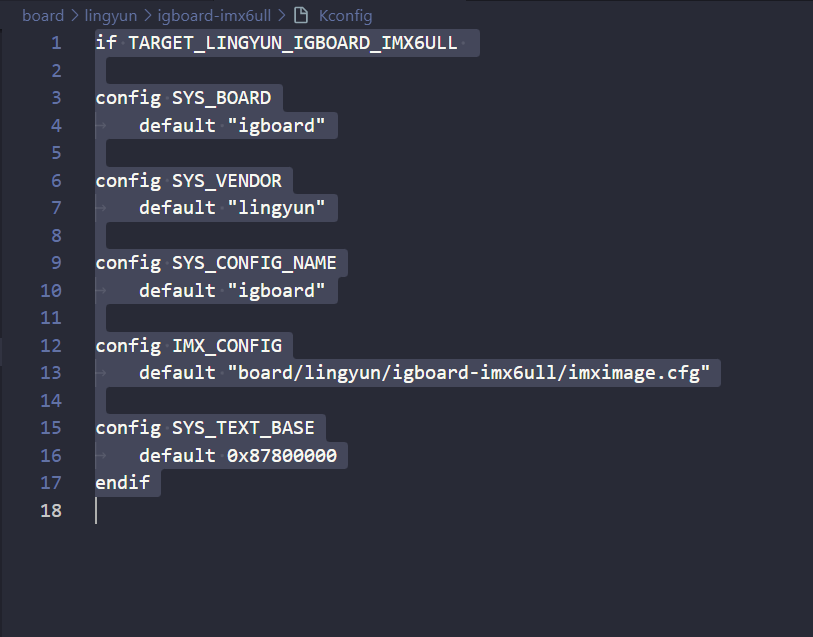 board > lingyun > igboard-imx6ull > Kconfig
1 if TARGET_LINGYUN_IGBOARD_IMX6ULL
2
3 config SYS_BOARD
4 default "igboard"
5
6 config SYS_VENDOR
7 default "lingyun"
8
9 config SYS_CONFIG_NAME
10 default "igboard"
11
12 config IMX_CONFIG
13 default "board/lingyun/igboard-imx6ull/imximage.cfg"
14
15 config SYS_TEXT_BASE
16 default 0x87800000
17 endif
18